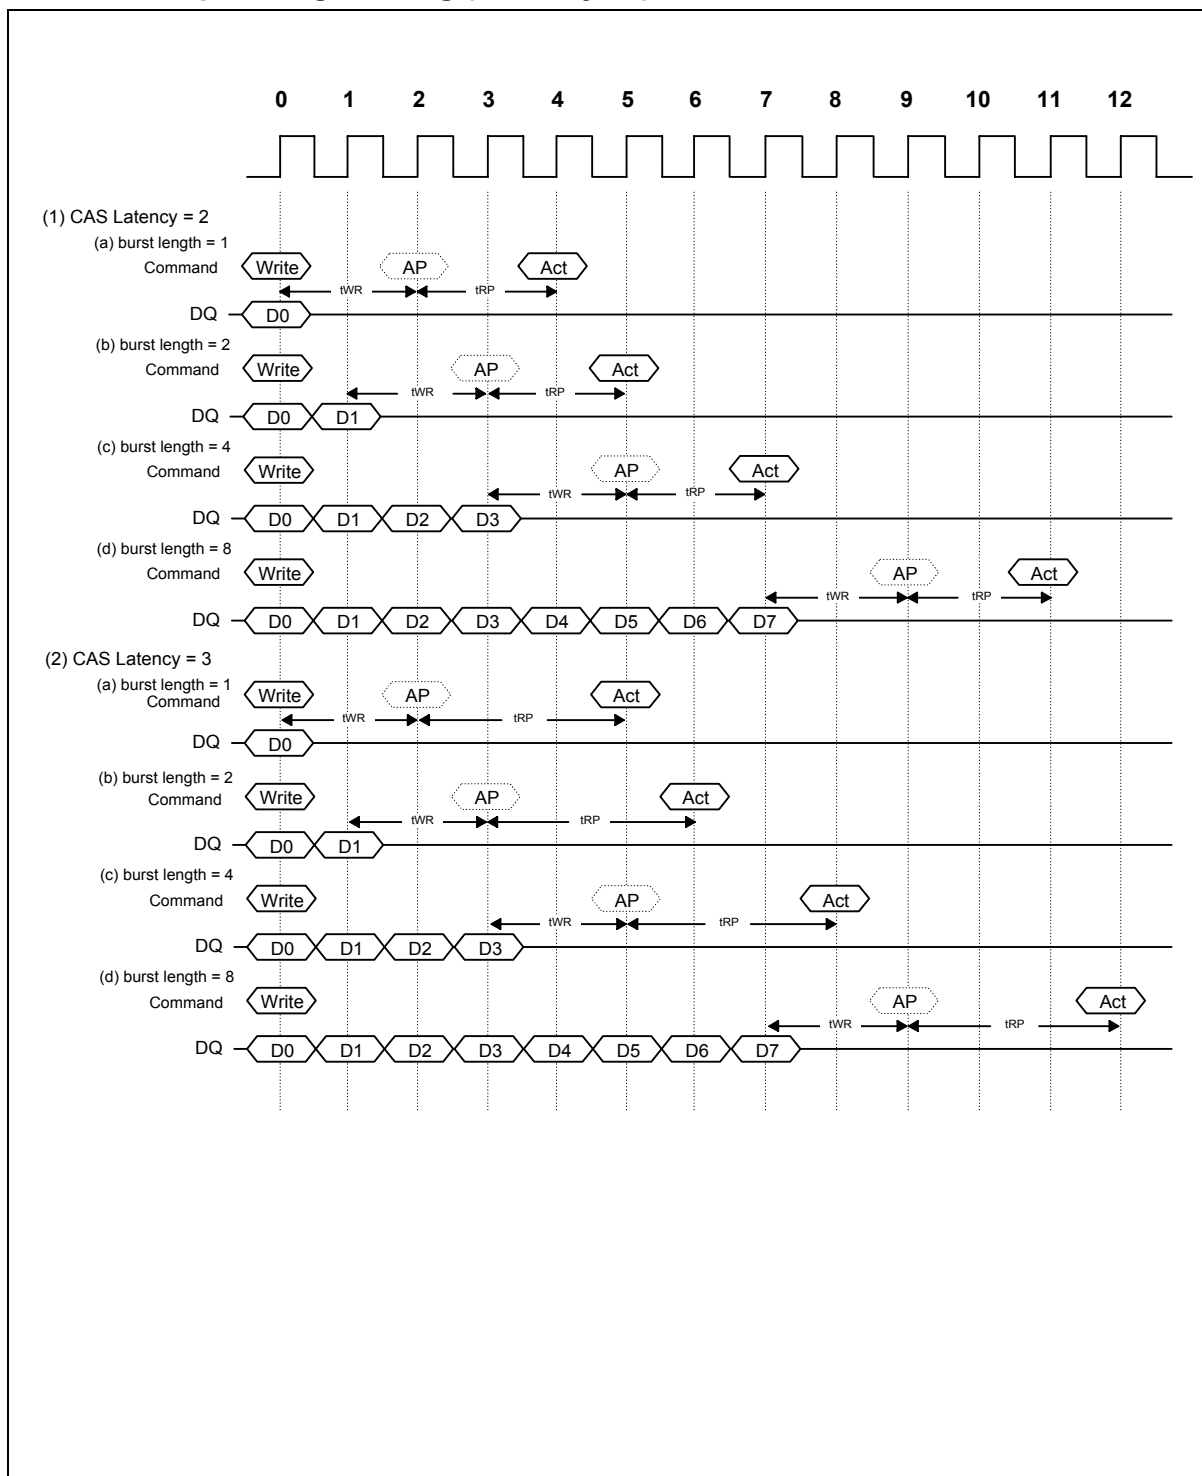 0 1 2 3 4 5 6 7 8 9 10 11 12
(1) CAS Latency = 2
(a) burst length = 1
Command Write AP Act
tWR tRP
DQ D0
(b) burst length = 2
Command Write AP Act
tWR tRP
DQ D0 D1
(c) burst length = 4
Command Write AP Act
tWR tRP
DQ D0 D1 D2 D3
(d) burst length = 8
Command Write AP Act
tWR tRP
DQ D0 D1 D2 D3 D4 D5 D6 D7
(2) CAS Latency = 3
(a) burst length = 1
Command Write AP Act
tWR tRP
DQ D0
(b) burst length = 2
Command Write AP Act
tWR tRP
DQ D0 D1
(c) burst length = 4
Command Write AP Act
tWR tRP
DQ D0 D1 D2 D3
(d) burst length = 8
Command Write AP Act
tWR tRP
DQ D0 D1 D2 D3 D4 D5 D6 D7